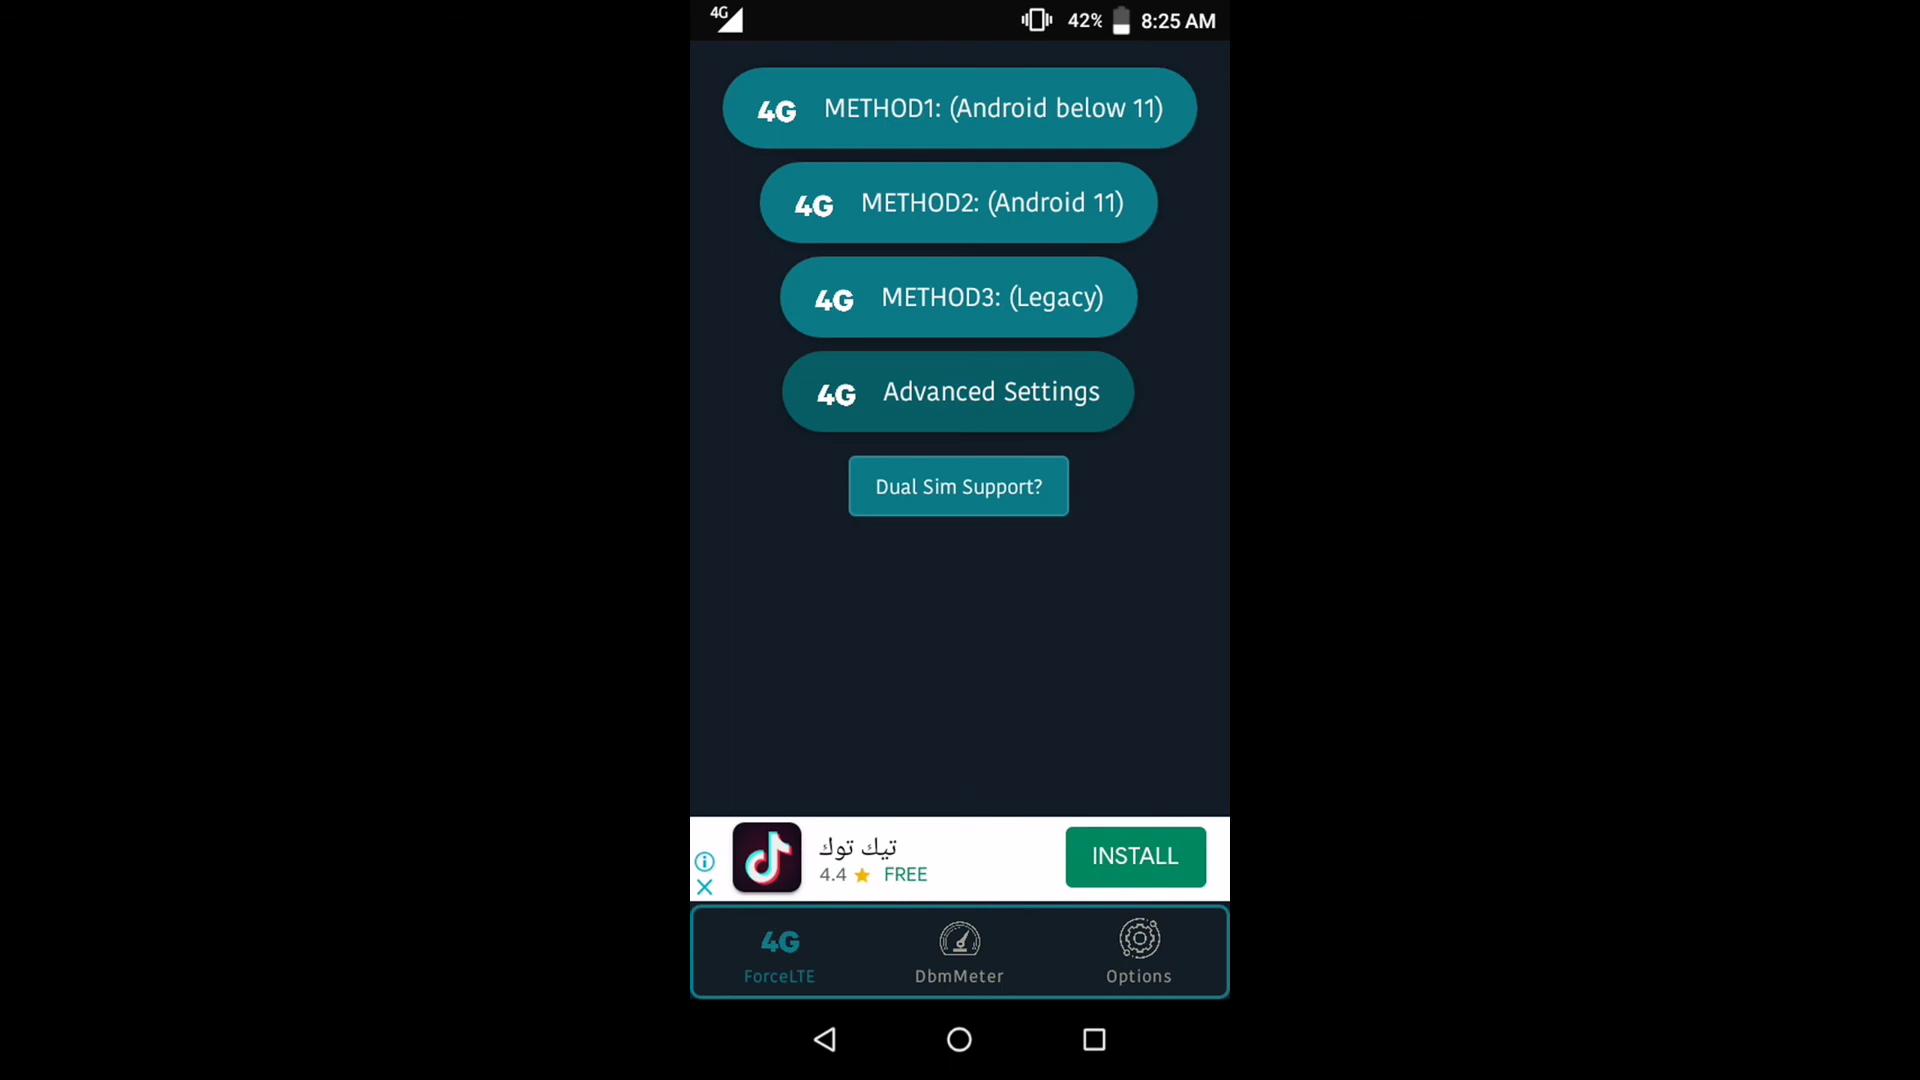 4G 42% 8:25 AM
4G METHOD1: (Android below 11)
4G METHOD2: (Android 11)
4G METHOD3: (Legacy)
4G Advanced Settings
Dual Sim Support?
تيك توك
4.4 FREE
INSTALL
4G
ForceLTE DbmMeter Options